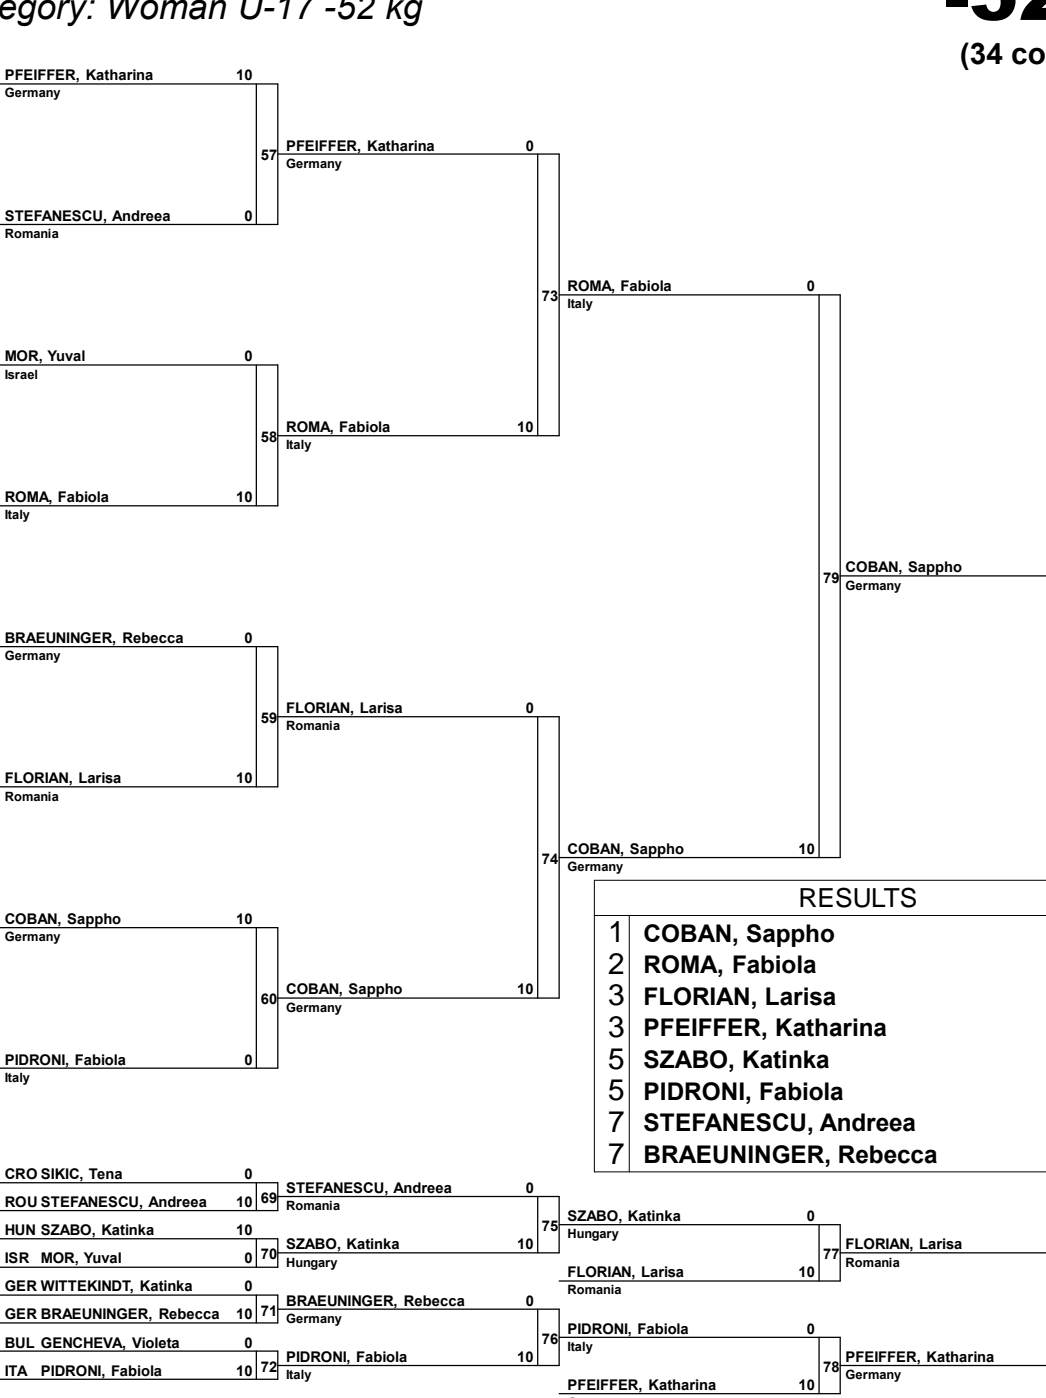 egory: Woman U-17 -52 kg
-52
(34 co
PFEIFFER, Katharina 10
Germany
57
PFEIFFER, Katharina 0
Germany
STEFANESCU, Andreea 0
Romania
73
ROMA, Fabiola 0
Italy
MOR, Yuval 0
Israel
58
ROMA, Fabiola 10
Italy
ROMA, Fabiola 10
Italy
79
COBAN, Sappho
Germany
BRAEUNINGER, Rebecca 0
Germany
59
FLORIAN, Larisa 0
Romania
FLORIAN, Larisa 10
Romania
74
COBAN, Sappho 10
Germany
COBAN, Sappho 10
Germany
60
COBAN, Sappho 10
Germany
PIDRONI, Fabiola 0
Italy
RESULTS
1 COBAN, Sappho
2 ROMA, Fabiola
3 FLORIAN, Larisa
3 PFEIFFER, Katharina
5 SZABO, Katinka
5 PIDRONI, Fabiola
7 STEFANESCU, Andreea
7 BRAEUNINGER, Rebecca
CRO SIKIC, Tena 0
ROU STEFANESCU, Andreea 10
69
STEFANESCU, Andreea 0
Romania
HUN SZABO, Katinka 10
ISR MOR, Yuval 0
70
SZABO, Katinka 10
Hungary
75
SZABO, Katinka 0
Hungary
FLORIAN, Larisa 10
Romania
77
FLORIAN, Larisa
Romania
GER WITTEKINDT, Katinka 0
GER BRAEUNINGER, Rebecca 10
71
BRAEUNINGER, Rebecca 0
Germany
BUL GENCHEVA, Violeta 0
ITA PIDRONI, Fabiola 10
72
PIDRONI, Fabiola 10
Italy
76
PIDRONI, Fabiola 0
Italy
PFEIFFER, Katharina 10
78
PFEIFFER, Katharina
Germany